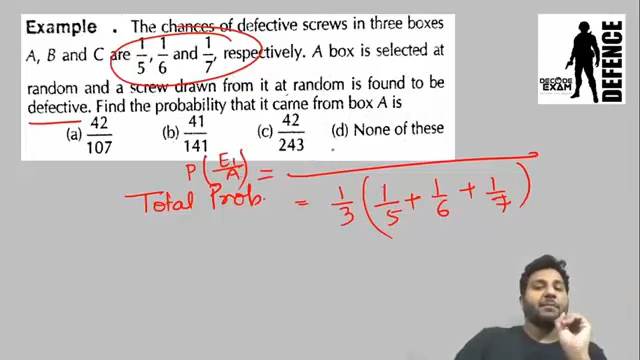 Example . The chances of defective screws in three boxes
A, B and C are 1/5, 1/6 and 1/7, respectively. A box is selected at
random and a screw drawn from it at random is found to be
defective. Find the probability that it came from box A is
(a) 42/107 (b) 41/141 (c) 42/243 (d) None of these
P(E1/A) =
Total Prob. = 1/3 (1/5 + 1/6 + 1/7)
DECODE EXAM
DEFENCE